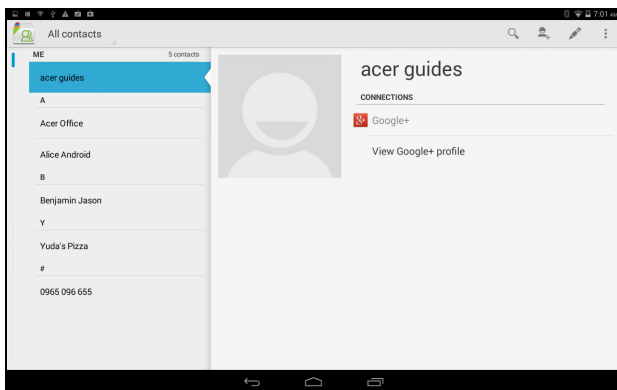 7:01 AM
All contacts
ME 5 contacts
acer guides
A
Acer Office
Alice Android
B
Benjamin Jason
Y
Yuda's Pizza
#
0965 096 655
acer guides
CONNECTIONS
Google+
View Google+ profile